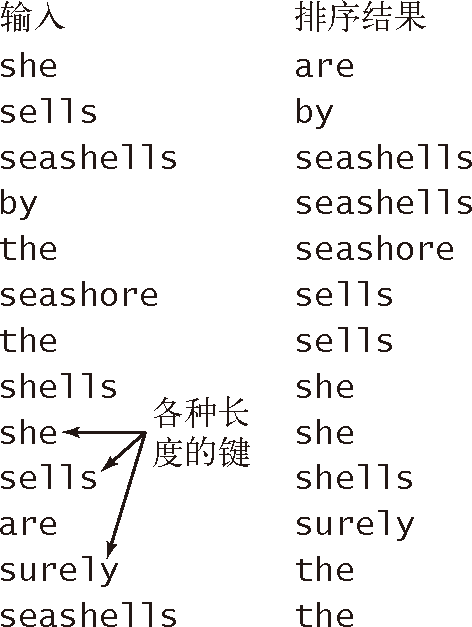 输入 排序结果
she are
sells by
seashells seashells
by seashells
the seashore
seashore sells
the sells
shells she
各种长
she she
度的键
sells shells
are surely
surely the
seashells the